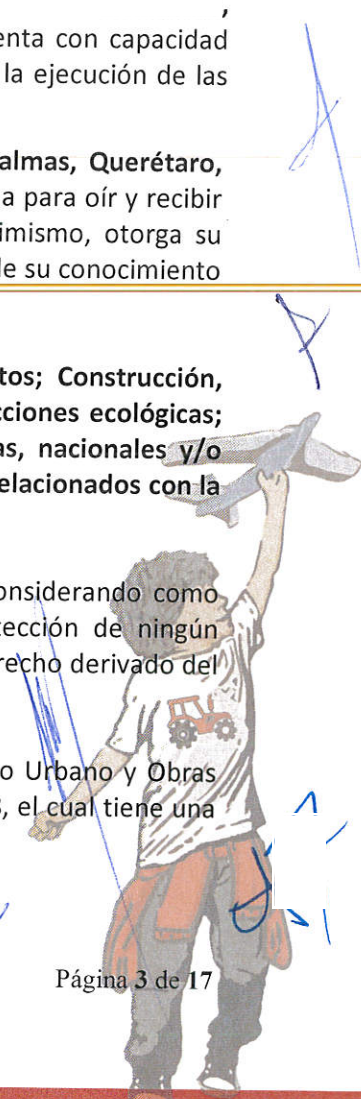 ,
enta con capacidad
la ejecución de las
almas, Querétaro,
a para oír y recibir
imismo, otorga su
le su conocimiento
tos; Construcción,
cciones ecológicas;
as, nacionales y/o
elacionados con la
onsiderando como
tección de ningún
recho derivado del
o Urbano y Obras
, el cual tiene una
Página 3 de 17